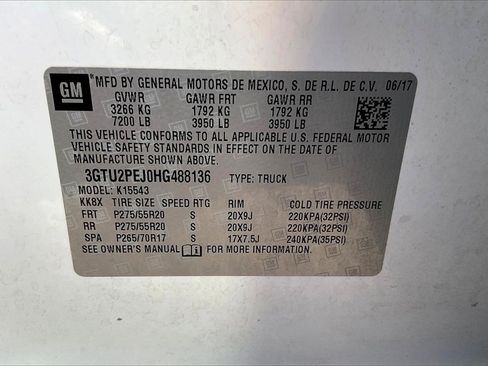 GM *MFD BY GENERAL MOTORS DE MEXICO, S. DE R.L. DE C.V. 06/17
GVWR GAWR FRT GAWR RR
3266 KG 1792 KG 1792 KG
7200 LB 3950 LB 3950 LB
THIS VEHICLE CONFORMS TO ALL APPLICABLE U.S. FEDERAL MOTOR
VEHICLE SAFETY STANDARDS IN EFFECT ON THE DATE OF
MANUFACTURE SHOWN ABOVE.
3GTU2PEJ0HG488136 TYPE: TRUCK
MODEL: K15543
KK8X TIRE SIZE SPEED RTG RIM COLD TIRE PRESSURE
FRT P275/55R20 S 20X9J 220KPA(32PSI)
RR P275/55R20 S 20X9J 220KPA(32PSI)
SPA P265/70R17 S 17X7.5J 240KPA(35PSI)
SEE OWNER'S MANUAL FOR MORE INFORMATION.